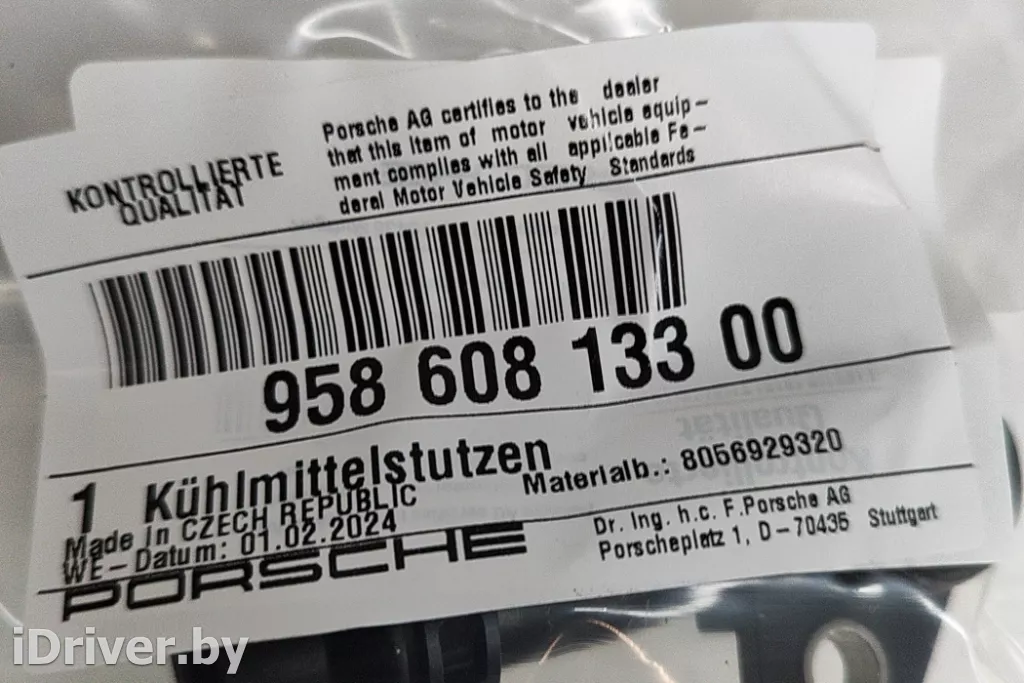 KONTROLLIERTE
QUALITÄT
Porsche AG certifies to the dealer
that this item of motor vehicle equip-
ment complies with all applicable Fe-
deral Motor Vehicle Safety Standards
958 608 133 00
1 Kühlmittelstutzen
Materialb.: 8056929320
Made in CZECH REPUBLIC
WE-Datum: 01.02.2024
PORSCHE
Dr. Ing. h.c. F.Porsche AG
Porscheplatz 1, D-70435 Stuttgart
Qualität
Kontrollierte
iDriver.by